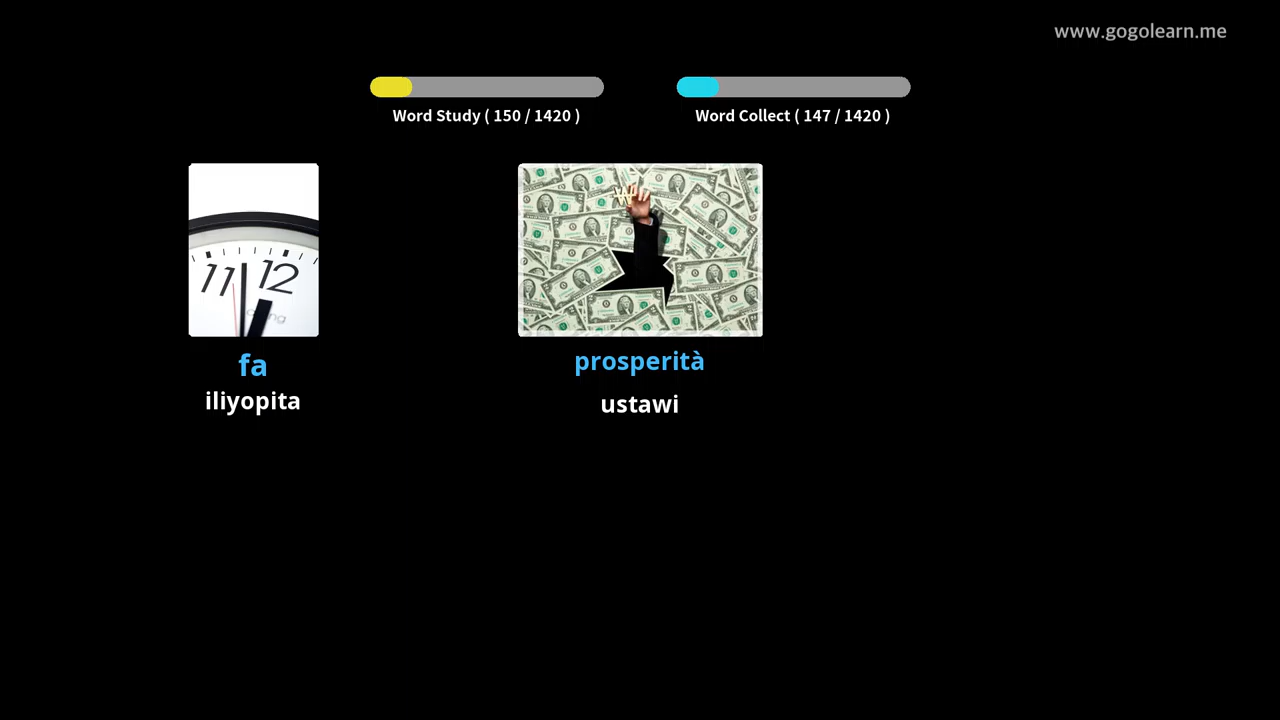 www.gogolearn.me
Word Study ( 150 / 1420 )
Word Collect ( 147 / 1420 )
11 12
fa
iliyopita
prosperità
ustawi